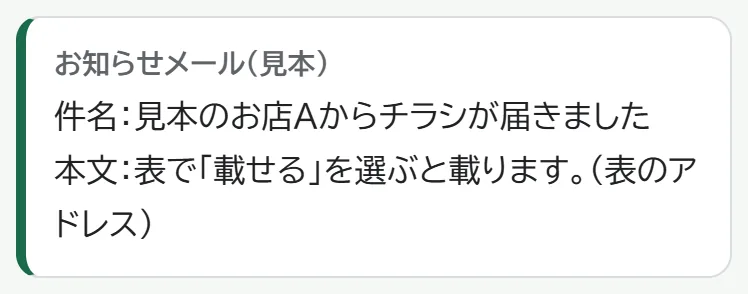 お知らせメール（見本）
件名：見本のお店Aからチラシが届きました
本文：表で「載せる」を選ぶと載ります。（表のア
ドレス）